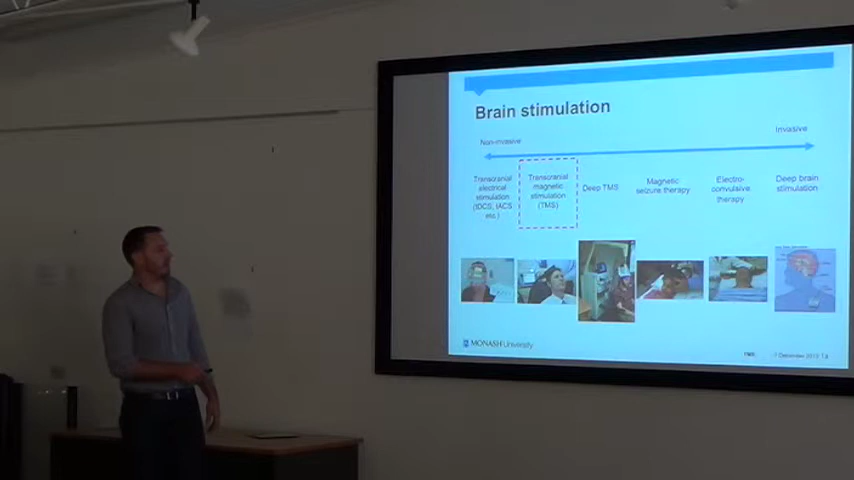 Brain stimulation
Non-invasive
Invasive
Transcranial
electrical
stimulation
(tDCS, tACS
etc.)
Transcranial
magnetic
stimulation
(TMS)
Deep TMS
Magnetic
seizure therapy
Electro-
convulsive
therapy
Deep brain
stimulation
MONASH University
TMS